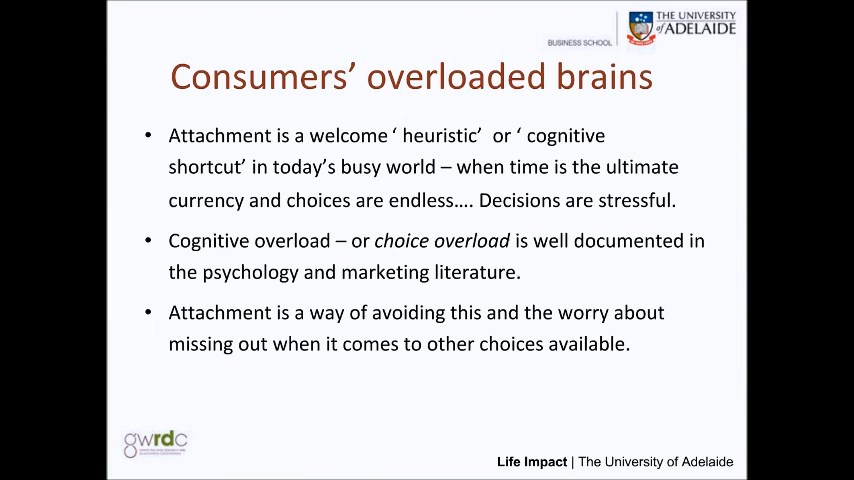 THE UNIVERSITY
of ADELAIDE
BUSINESS SCHOOL
Consumers’ overloaded brains
• Attachment is a welcome ‘ heuristic’  or ‘ cognitive
shortcut’ in today’s busy world – when time is the ultimate
currency and choices are endless…. Decisions are stressful.
• Cognitive overload – or choice overload is well documented in
the psychology and marketing literature.
• Attachment is a way of avoiding this and the worry about
missing out when it comes to other choices available.
gwrdc
Life Impact | The University of Adelaide